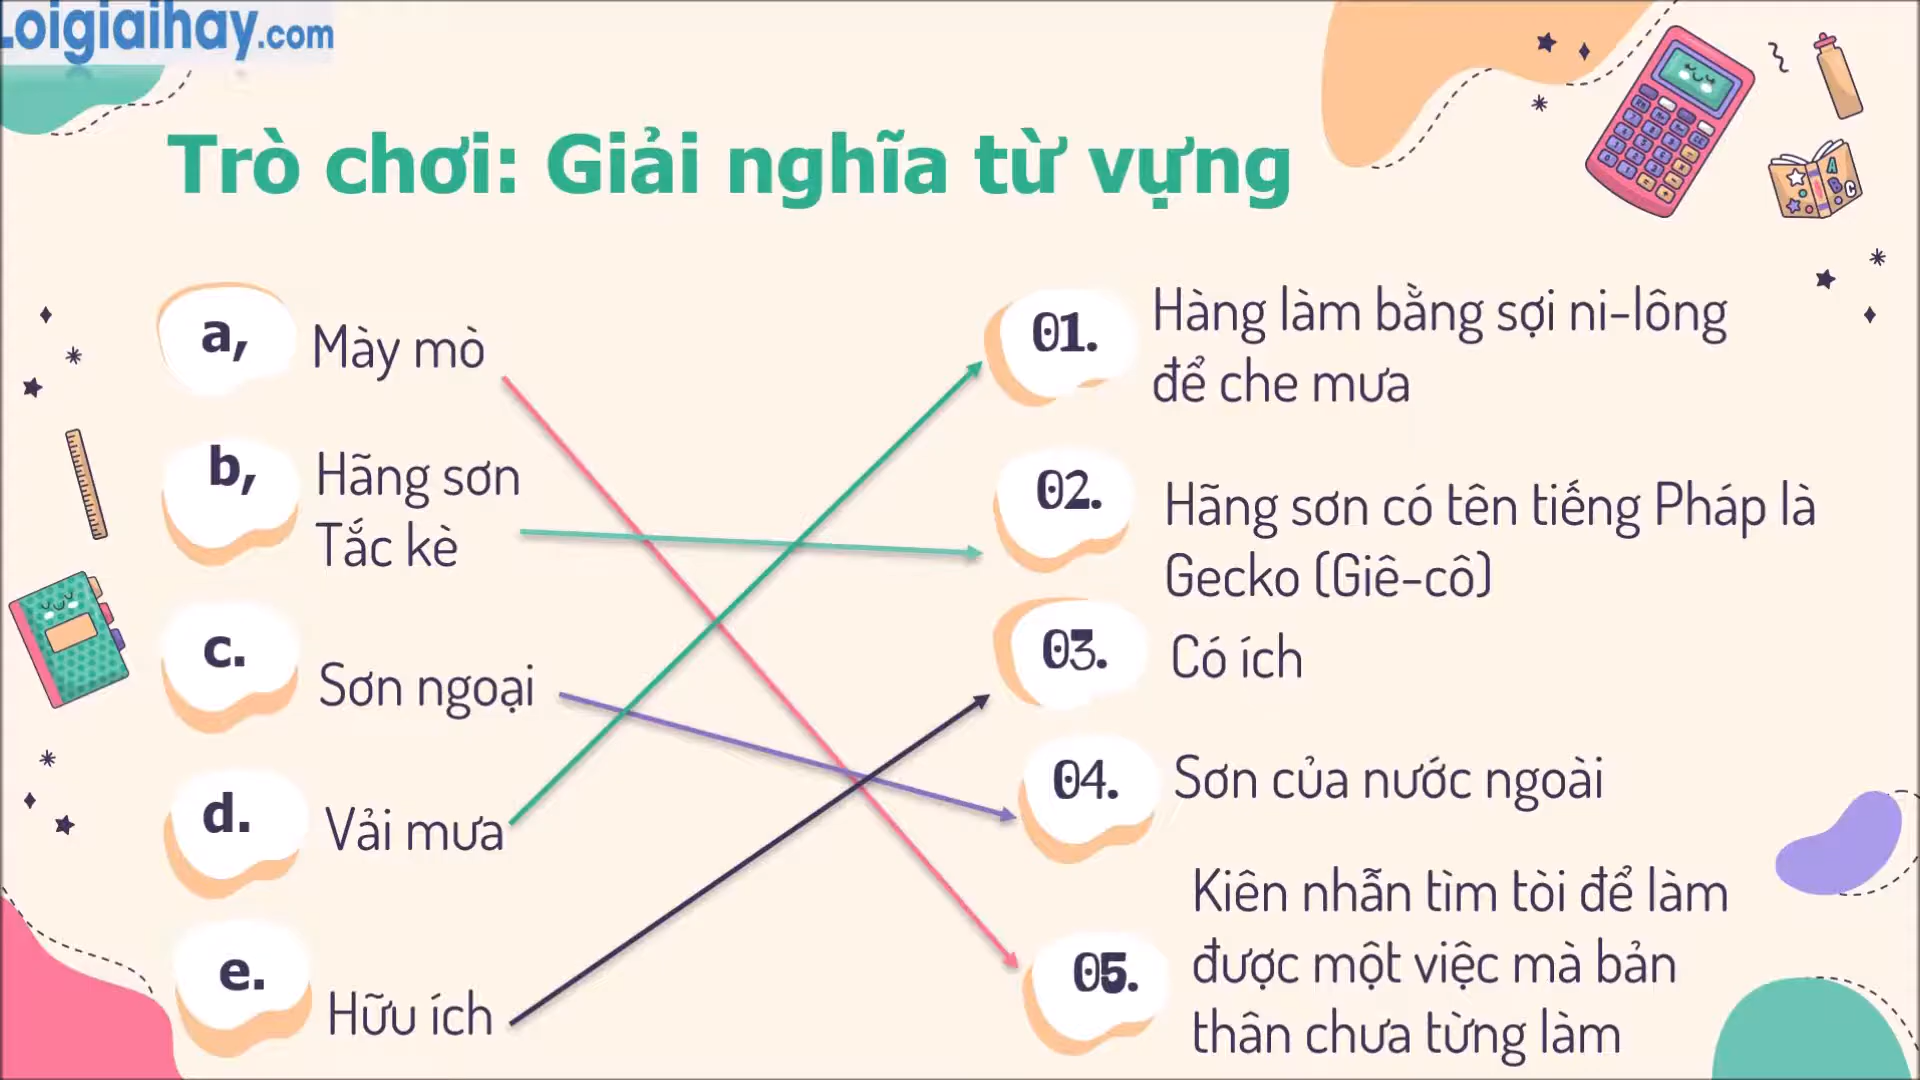 Loigiaihay.com
Trò chơi: Giải nghĩa từ vựng
a, Mày mò
b, Hãng sơn
Tắc kè
c. Sơn ngoại
d. Vải mưa
e. Hữu ích
01. Hàng làm bằng sợi ni-lông
để che mưa
02. Hãng sơn có tên tiếng Pháp là
Gecko (Giê-cô)
03. Có ích
04. Sơn của nước ngoài
05. Kiên nhẫn tìm tòi để làm
được một việc mà bản
thân chưa từng làm
A
B
C